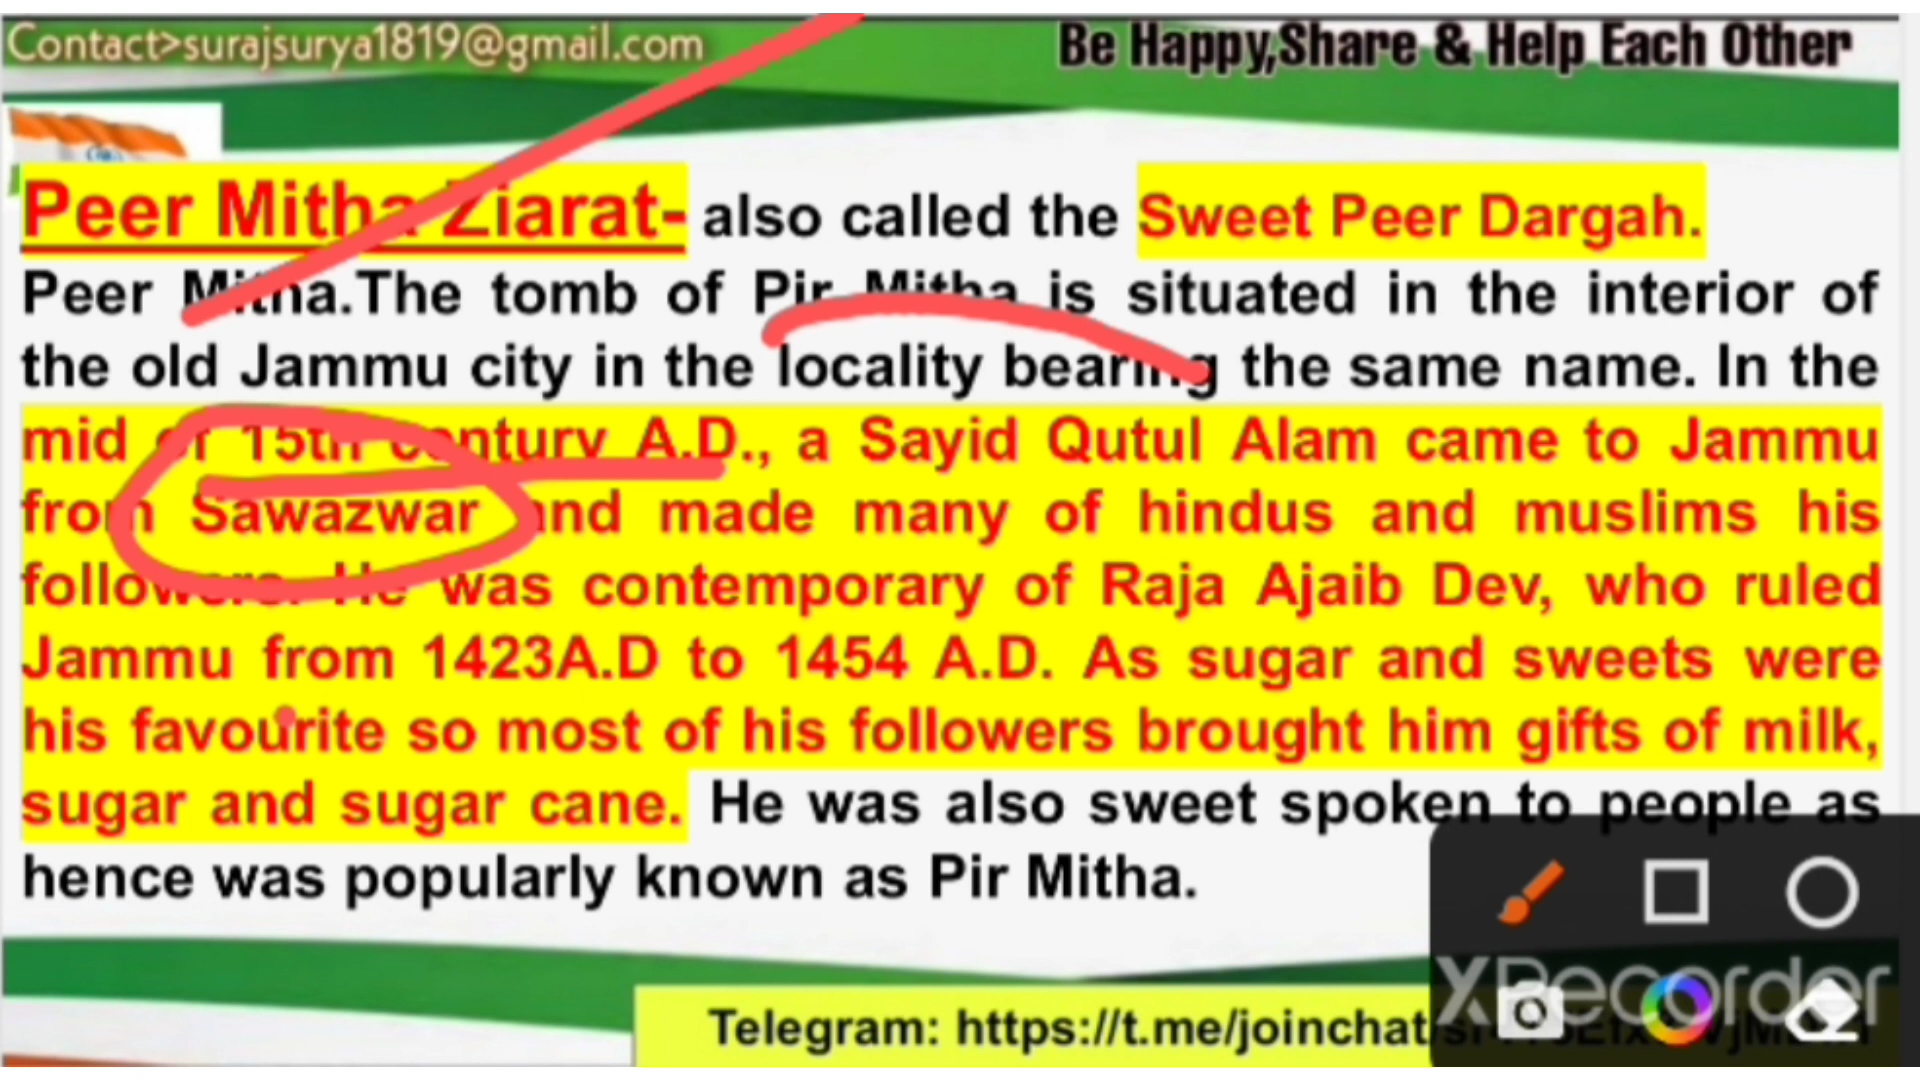 Contact>surajsurya1819@gmail.com
Be Happy,Share & Help Each Other
Peer Mitha Ziarat- also called the Sweet Peer Dargah.
Peer Mitha.The tomb of Pir Mitha is situated in the interior of
the old Jammu city in the locality bearing the same name. In the
mid of 15th century A.D., a Sayid Qutul Alam came to Jammu
from Sawazwar and made many of hindus and muslims his
followers. He was contemporary of Raja Ajaib Dev, who ruled
Jammu from 1423A.D to 1454 A.D. As sugar and sweets were
his favourite so most of his followers brought him gifts of milk,
sugar and sugar cane. He was also sweet spoken to people as
hence was popularly known as Pir Mitha.
XRecorder
Telegram: https://t.me/joinchat